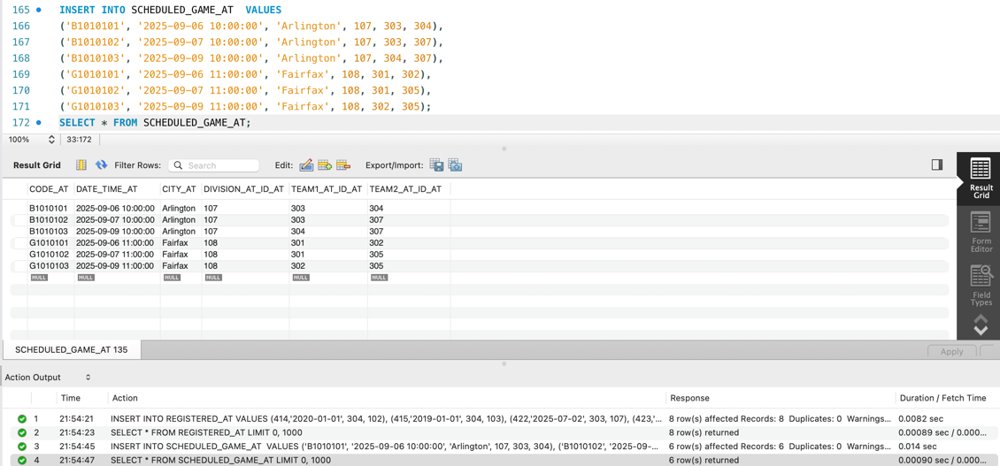 165 INSERT INTO SCHEDULED_GAME_AT  VALUES
166 ('B1010101', '2025-09-06 10:00:00', 'Arlington', 107, 303, 304),
167 ('B1010102', '2025-09-07 10:00:00', 'Arlington', 107, 303, 307),
168 ('B1010103', '2025-09-09 10:00:00', 'Arlington', 107, 304, 307),
169 ('G1010101', '2025-09-06 11:00:00', 'Fairfax', 108, 301, 302),
170 ('G1010102', '2025-09-07 11:00:00', 'Fairfax', 108, 301, 305),
171 ('G1010103', '2025-09-09 11:00:00', 'Fairfax', 108, 302, 305);
172 SELECT * FROM SCHEDULED_GAME_AT;
100% 33:172
Result Grid Filter Rows: Search Edit: Export/Import:
CODE_AT DATE_TIME_AT CITY_AT DIVISION_AT_ID_AT TEAM1_AT_ID_AT TEAM2_AT_ID_AT
B1010101 2025-09-06 10:00:00 Arlington 107 303 304
B1010102 2025-09-07 10:00:00 Arlington 107 303 307
B1010103 2025-09-09 10:00:00 Arlington 107 304 307
G1010101 2025-09-06 11:00:00 Fairfax 108 301 302
G1010102 2025-09-07 11:00:00 Fairfax 108 301 305
G1010103 2025-09-09 11:00:00 Fairfax 108 302 305
NULL NULL NULL NULL NULL NULL
Result
Grid
Form
Editor
Field
Types
SCHEDULED_GAME_AT 135 Apply
Action Output
Time Action Response Duration / Fetch Time
1 21:54:21 INSERT INTO REGISTERED_AT VALUES (414,'2020-01-01', 304, 102), (415,'2019-01-01', 304, 103), (422,'2025-07-02', 303, 107), (423,'... 8 row(s) affected Records: 8  Duplicates: 0  Warnings... 0.0082 sec
2 21:54:23 SELECT * FROM REGISTERED_AT LIMIT 0, 1000 8 row(s) returned 0.00089 sec / 0.000...
3 21:54:45 INSERT INTO SCHEDULED_GAME_AT  VALUES ('B1010101', '2025-09-06 10:00:00', 'Arlington', 107, 303, 304), ('B1010102', '2025-09-... 6 row(s) affected Records: 6  Duplicates: 0  Warnings... 0.014 sec
4 21:54:47 SELECT * FROM SCHEDULED_GAME_AT LIMIT 0, 1000 6 row(s) returned 0.00090 sec / 0.000...